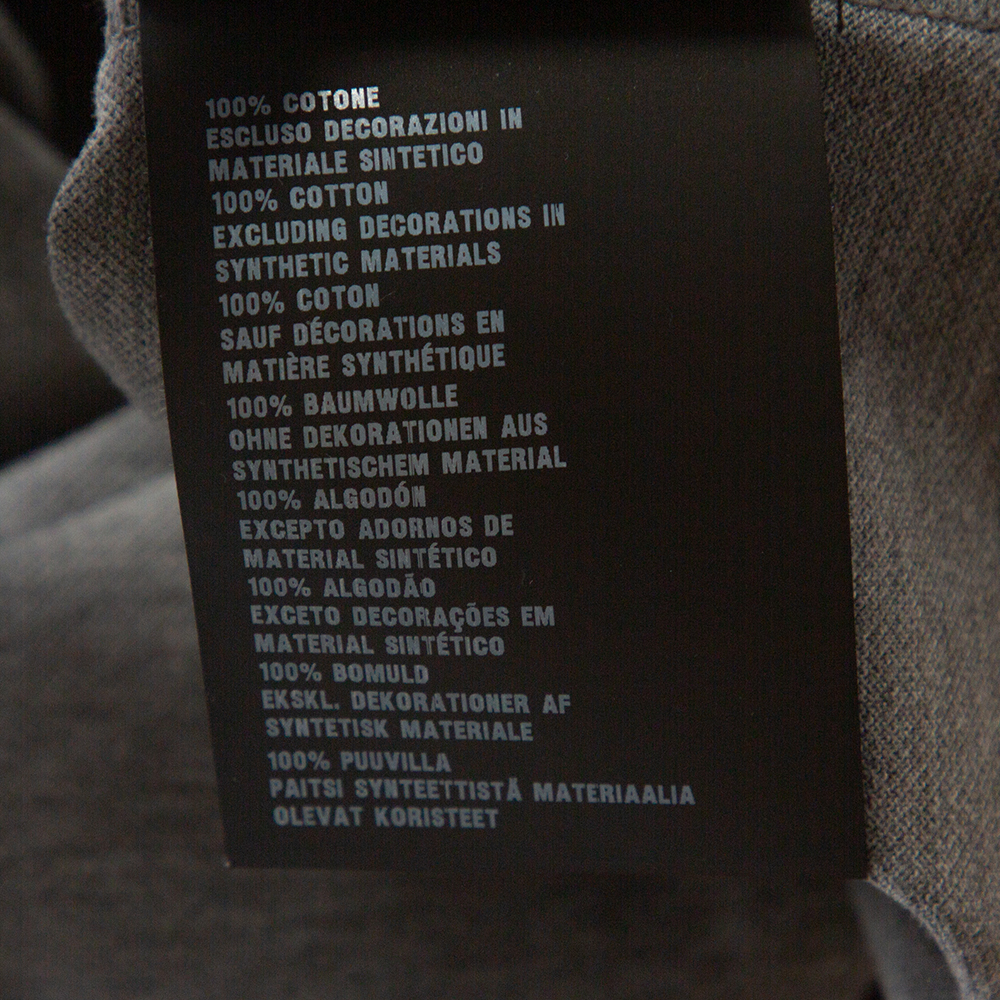 100% COTONE
ESCLUSO DECORAZIONI IN
MATERIALE SINTETICO
100% COTTON
EXCLUDING DECORATIONS IN
SYNTHETIC MATERIALS
100% COTON
SAUF DÉCORATIONS EN
MATIÈRE SYNTHÉTIQUE
100% BAUMWOLLE
OHNE DEKORATIONEN AUS
SYNTHETISCHEM MATERIAL
100% ALGODÓN
EXCEPTO ADORNOS DE
MATERIAL SINTÉTICO
100% ALGODÃO
EXCETO DECORAÇÕES EM
MATERIAL SINTÉTICO
100% BOMULD
EKSKL. DEKORATIONER AF
SYNTETISK MATERIALE
100% PUUVILLA
PAITSI SYNTEETTISTÄ MATERIAALIA
OLEVAT KORISTEET